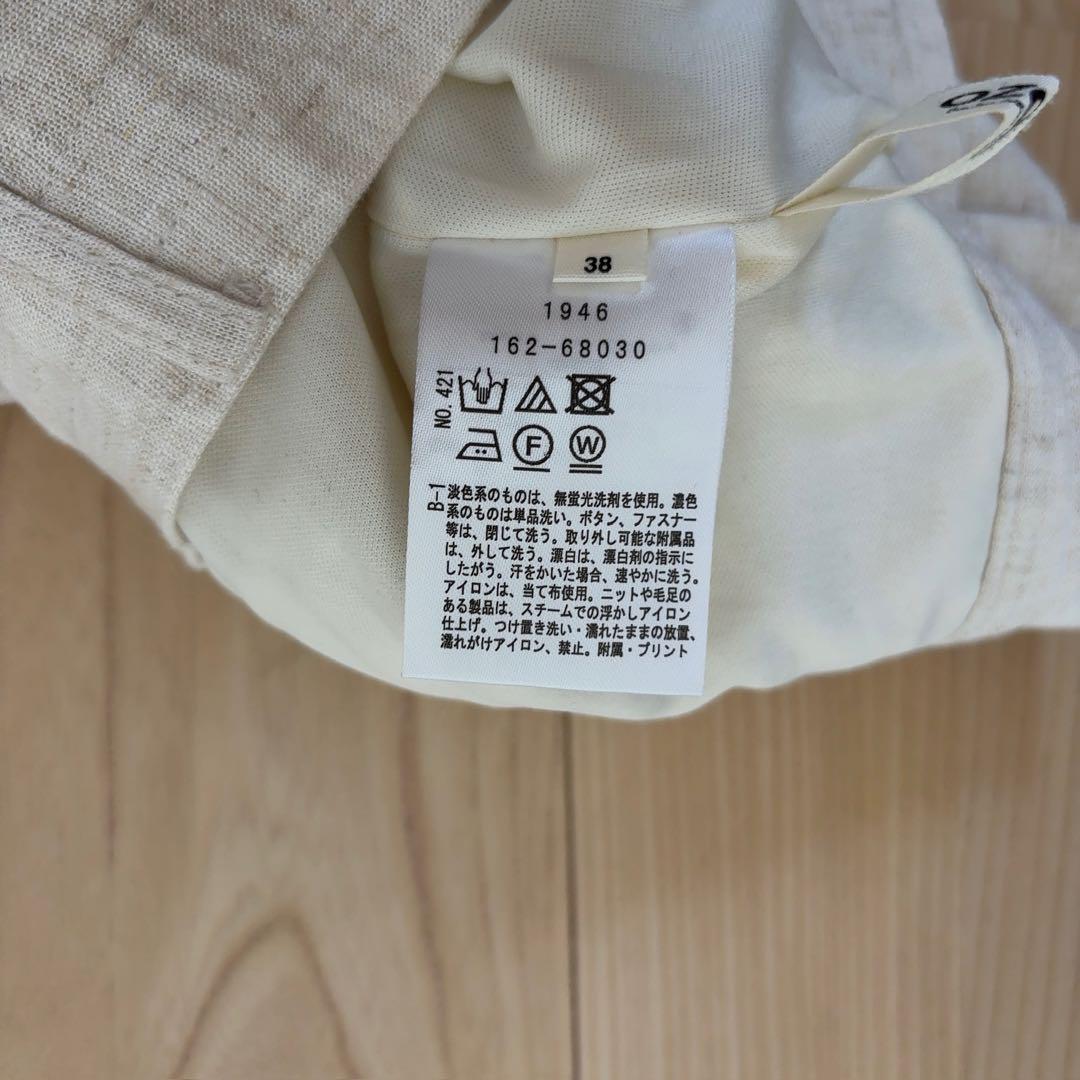 38
1946
162-68030
NO. 421
F
W
B-1
淡色系のものは、無蛍光洗剤を使用。濃色
系のものは単品洗い。ボタン、ファスナー
等は、閉じて洗う。取り外し可能な附属品
は、外して洗う。漂白は、漂白剤の指示に
したがう。汗をかいた場合、速やかに洗う。
アイロンは、当て布使用。ニットや毛足の
ある製品は、スチームでの浮かしアイロン
仕上げ。つけ置き洗い・濡れたままの放置、
濡れがけアイロン、禁止。附属・プリント